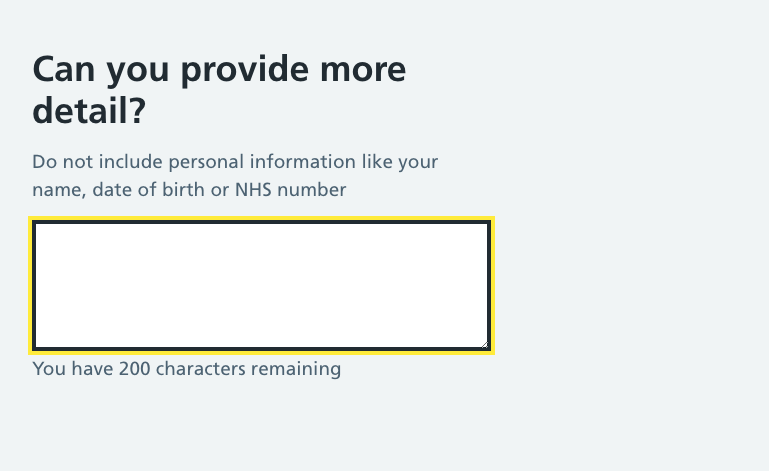 Can you provide more
detail?
Do not include personal information like your
name, date of birth or NHS number
You have 200 characters remaining